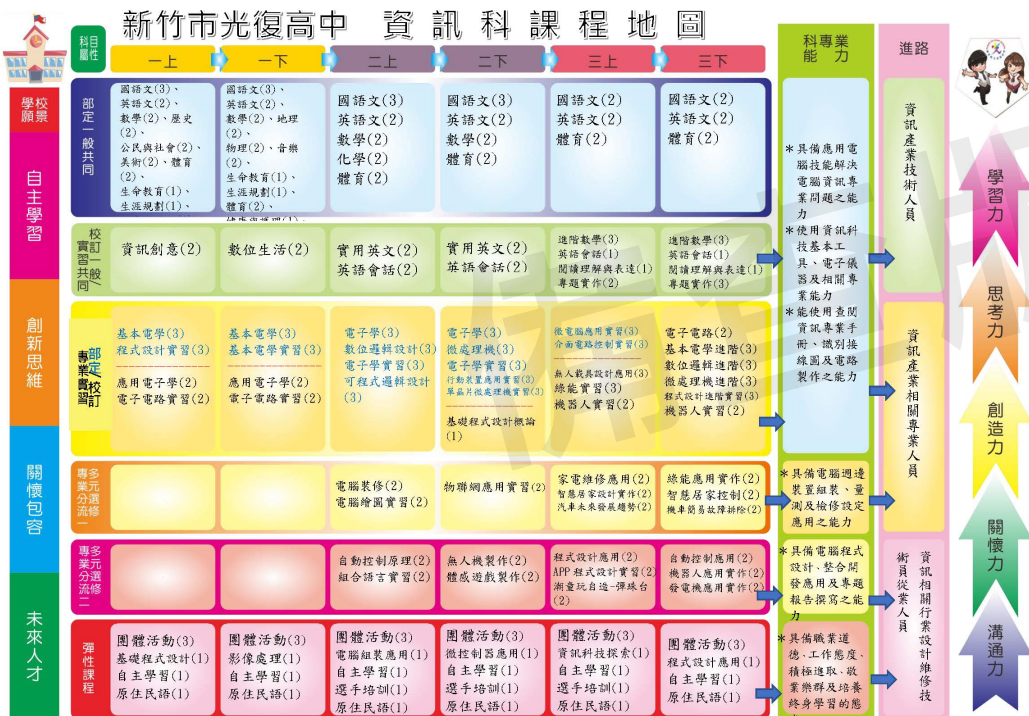 新竹市光復高中 資訊科課程地圖
科目
屬性
一上
一下
二上
二下
三上
三下
科專業
能 力
進路
學校
願景
自主學習
創新思維
關懷包容
未來人才
部定一般共同
國語文(3)、
英語文(2)、
數學(2)、歷史
(2)、
公民與社會(2)、
美術(2)、體育
(2)、
生命教育(1)、
生涯規劃(1)、
國語文(3)、
英語文(2)、
數學(2)、地理
(2)、
物理(2)、音樂
(2)、
生命教育(1)、
生涯規劃(1)、
體育(2)、
國語文(3)
英語文(2)
數學(2)
化學(2)
體育(2)
國語文(3)
英語文(2)
數學(2)
體育(2)
國語文(2)
英語文(2)
體育(2)
國語文(2)
英語文(2)
體育(2)
校訂一般/
實習共同
資訊創意(2)
數位生活(2)
實用英文(2)
英語會話(2)
實用英文(2)
英語會話(2)
進階數學(3)
英語會話(1)
閱讀理解與表達(1)
專題實作(2)
進階數學(3)
英語會話(1)
閱讀理解與表達(1)
專題實作(3)
部定/校訂
專業實習
基本電學(3)
程式設計實習(3)
應用電子學(2)
電子電路實習(2)
基本電學(3)
基本電學實習(3)
應用電子學(2)
電子電路實習(2)
電子學(3)
數位邏輯設計(3)
電子學實習(3)
可程式邏輯設計
(3)
電子學(3)
微處理機(3)
電子學實習(3)
行動裝置應用實習(3)
單晶片微處理機實習(3)
基礎程式設計概論
(1)
微電腦應用實習(3)
介面電路控制實習(3)
無人載具設計應用(3)
綠能實習(3)
機器人實習(2)
電子電路(2)
基本電學進階(3)
數位邏輯進階(3)
微處理機進階(3)
程式設計進階實習(3)
機器人實習(2)
多元選修
專業分流一
電腦裝修(2)
電腦繪圖實習(2)
物聯網應用實習(2)
家電維修應用(2)
智慧居家設計實作(2)
汽車未來發展趨勢(2)
綠能應用實作(2)
智慧居家控制(2)
機車簡易故障排除(2)
多元選修
專業分流二
自動控制原理(2)
組合語言實習(2)
無人機製作(2)
體感遊戲製作(2)
程式設計應用(2)
APP程式設計實習(2)
潮童玩自造-彈珠台
(2)
自動控制應用(2)
機器人應用實作(2)
發電機應用實作(2)
彈性課程
團體活動(3)
基礎程式設計(1)
自主學習(1)
原住民語(1)
團體活動(3)
影像處理(1)
自主學習(1)
原住民語(1)
團體活動(3)
電腦組裝應用(1)
自主學習(1)
選手培訓(1)
原住民語(1)
團體活動(3)
微控制器應用(1)
自主學習(1)
選手培訓(1)
原住民語(1)
團體活動(3)
資訊科技探索(1)
自主學習(1)
選手培訓(1)
原住民語(1)
團體活動(3)
程式設計應用(1)
自主學習(1)
原住民語(1)
*具備應用電
腦技能解決
電腦資訊專
業問題之能
力
*使用資訊科
技基本工
具、電子儀
器及相關專
業能力
*能使用查閱
資訊專業手
冊、識別接
線圖及電路
製作之能力
*具備電腦週邊
裝置組裝、量
測及檢修設定
應用之能力
*具備電腦程式
設計、整合開
發應用及專題
報告撰寫之能
力
*具備職業道
德、工作態度、
積極進取、敬
業樂群及培養
終身學習的態
資訊產業技術人員
資訊產業相關專業人員
資訊相關行業設計維修技
術員從業人員
學習力
思考力
創造力
關懷力
溝通力